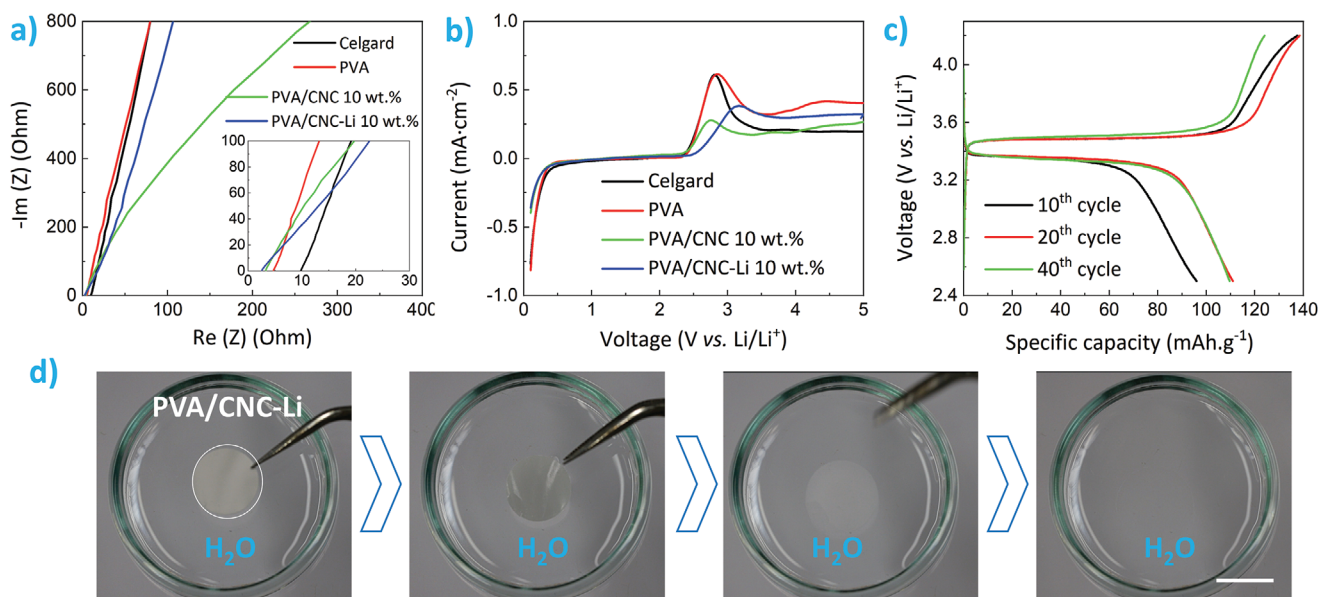 a)
800
600
400
200
0
-Im (Z) (Ohm)
Celgard
PVA
PVA/CNC 10 wt.%
PVA/CNC-Li 10 wt.%
100
80
60
40
20
0
0 10 20 30
0 100 200 300 400
Re (Z) (Ohm)
b)
1.0
0.5
0.0
-0.5
-1.0
Current (mA·cm⁻²)
Celgard
PVA
PVA/CNC 10 wt.%
PVA/CNC-Li 10 wt.%
0 1 2 3 4 5
Voltage (V vs. Li/Li⁺)
c)
4.2
3.6
3.0
2.4
Voltage (V vs. Li/Li⁺)
10th cycle
20th cycle
40th cycle
0 20 40 60 80 100 120 140
Specific capacity (mAh.g⁻¹)
d)
PVA/CNC-Li
H₂O
H₂O
H₂O
H₂O